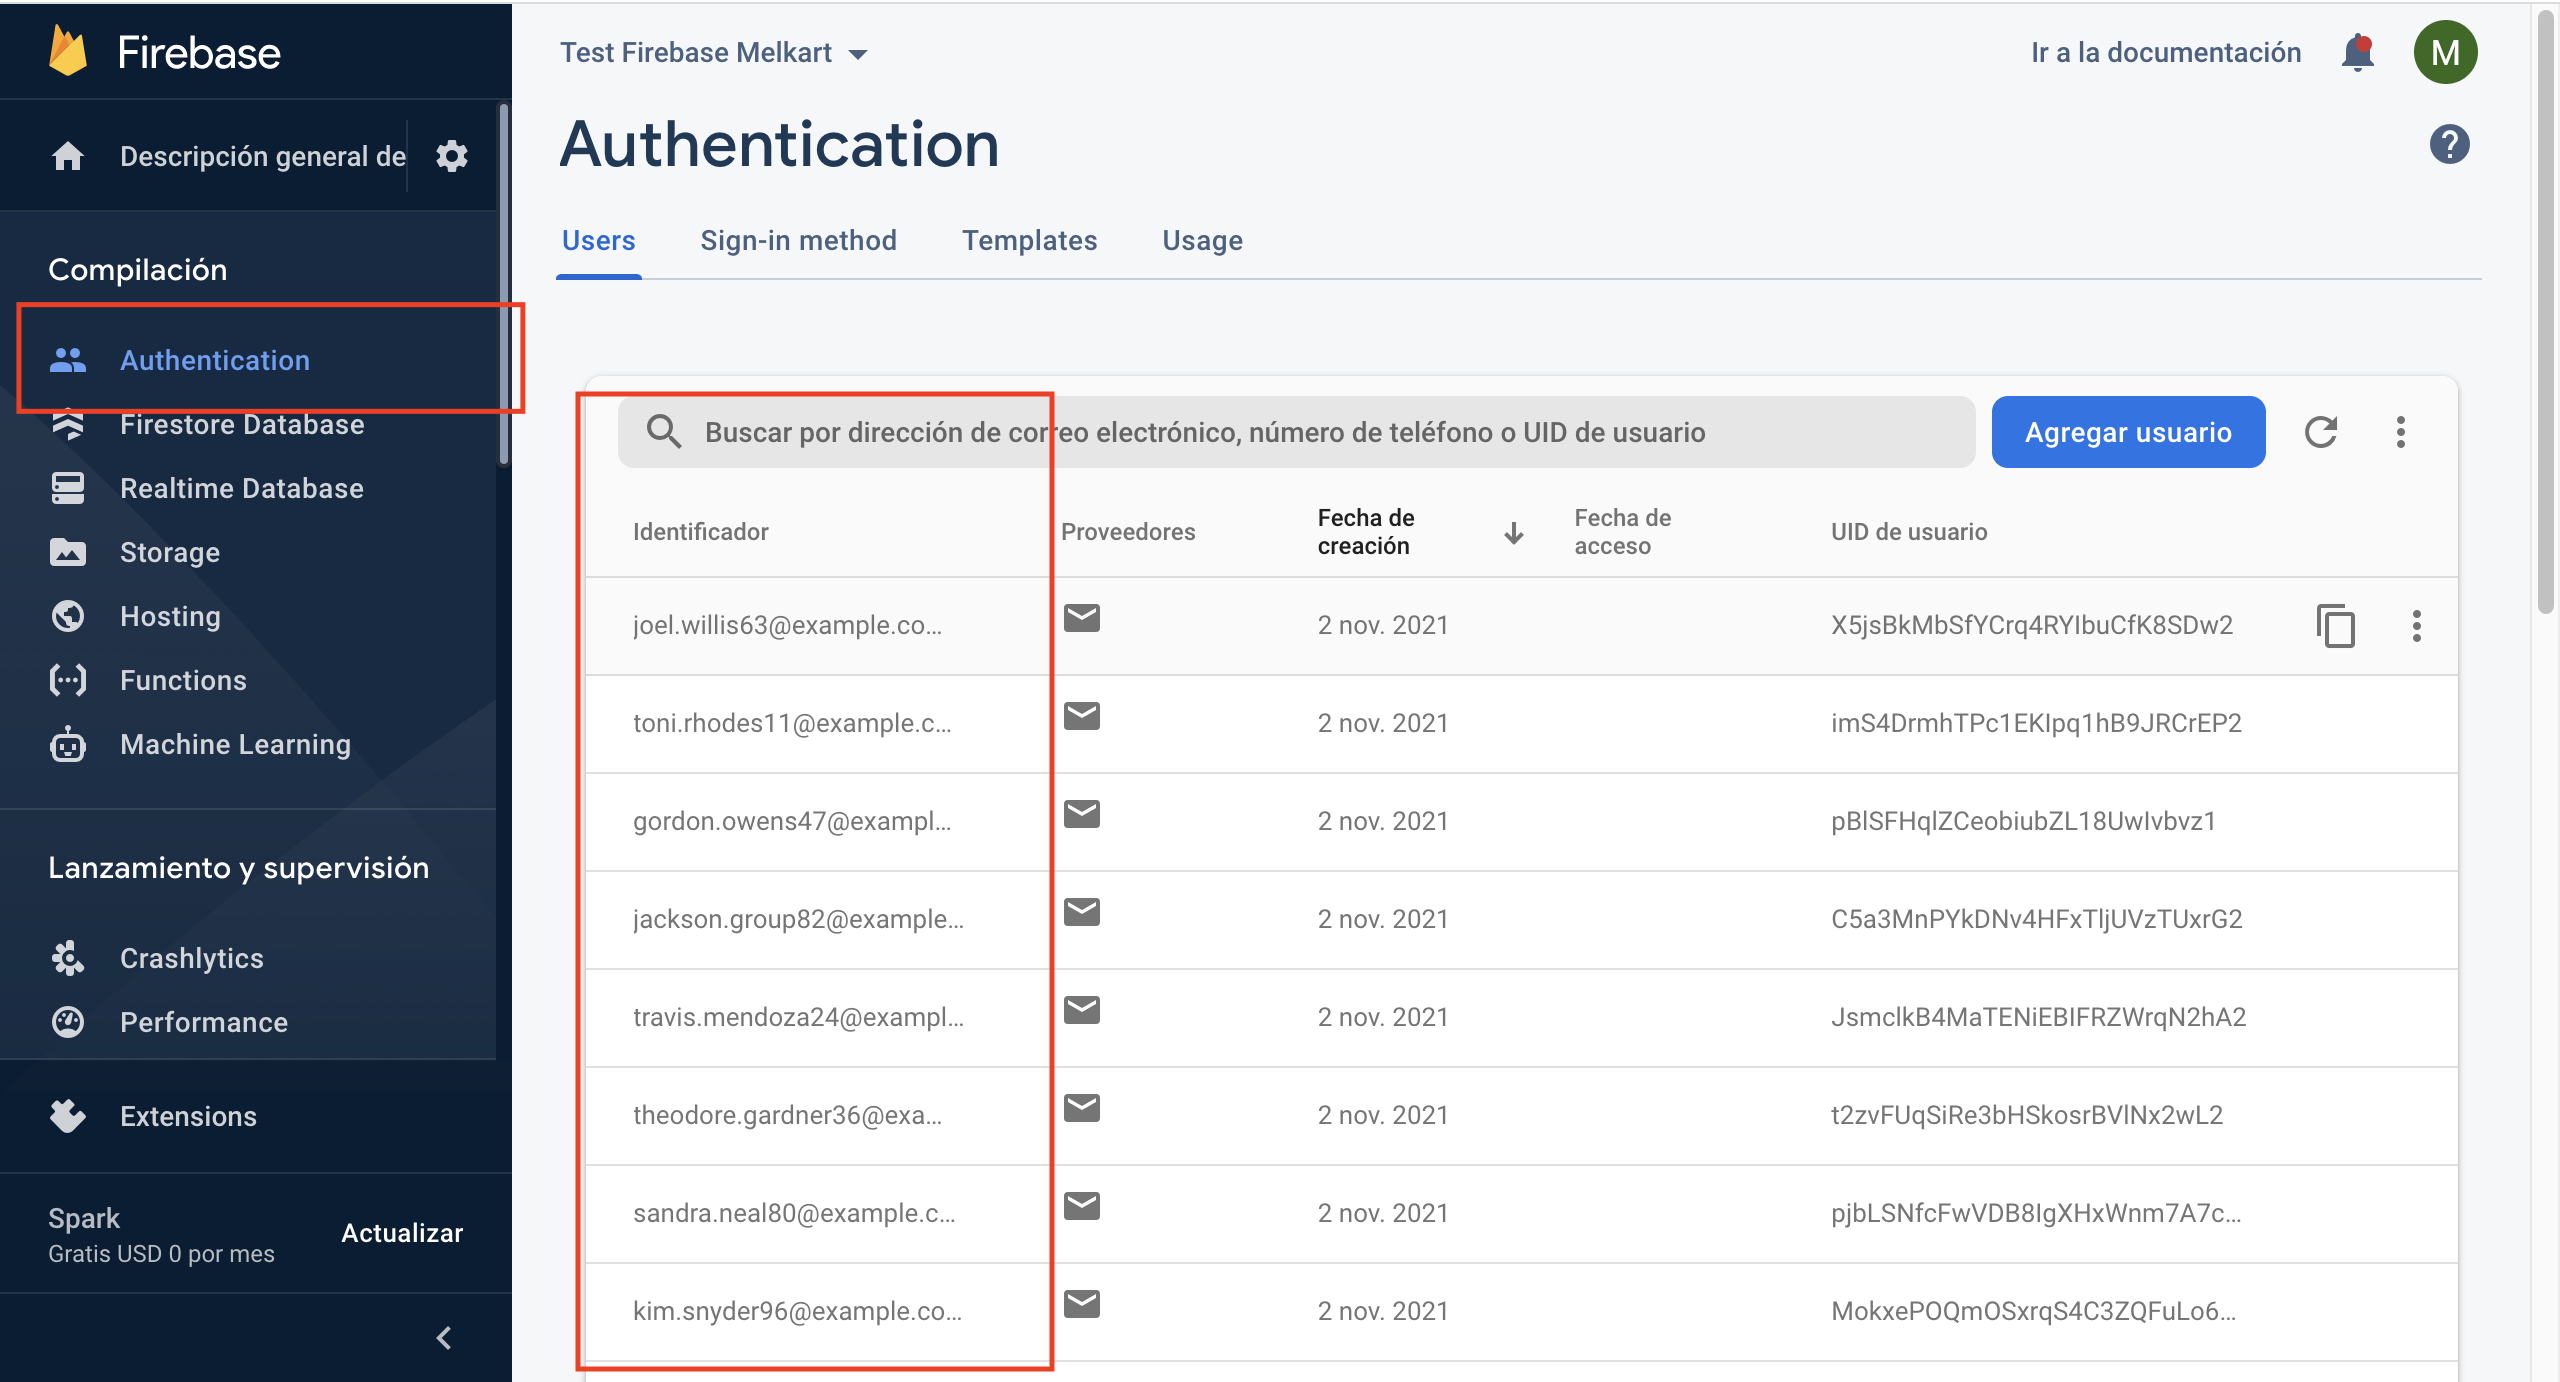 Firebase
Test Firebase Melkart
Ir a la documentación
M
Descripción general de
Authentication
?
Users
Sign-in method
Templates
Usage
Compilación
Authentication
Firestore Database
Realtime Database
Storage
Hosting
Functions
Machine Learning
Lanzamiento y supervisión
Crashlytics
Performance
Extensions
Spark
Gratis USD 0 por mes
Actualizar
Buscar por dirección de correo electrónico, número de teléfono o UID de usuario
Agregar usuario
Identificador Proveedores Fecha de creación Fecha de acceso UID de usuario
joel.willis63@example.co... 2 nov. 2021 X5jsBkMbSfYCrq4RYIbuCfK8SDw2
toni.rhodes11@example.c... 2 nov. 2021 imS4DrmhTPc1EKIpq1hB9JRCrEP2
gordon.owens47@exampl... 2 nov. 2021 pBlSFHqlZCeobiubZL18UwIvbvz1
jackson.group82@example... 2 nov. 2021 C5a3MnPYkDNv4HFxTljUVzTUxrG2
travis.mendoza24@exampl... 2 nov. 2021 JsmclkB4MaTENiEBIFRZWrqN2hA2
theodore.gardner36@exa... 2 nov. 2021 t2zvFUqSiRe3bHSkosrBVlNx2wL2
sandra.neal80@example.c... 2 nov. 2021 pjbLSNfcFwVDB8IgXHxWnm7A7c...
kim.snyder96@example.co... 2 nov. 2021 MokxePOQmOSxrqS4C3ZQFuLo6...